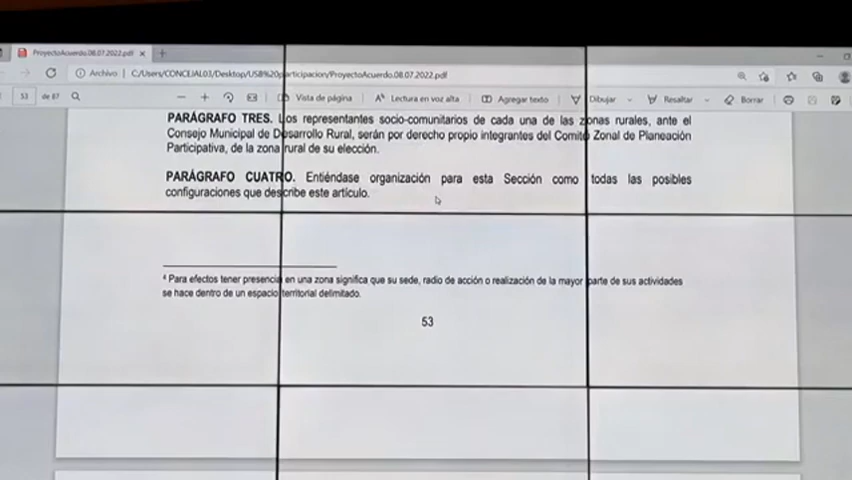 ProyectoAcuerdo.08.07.2022.pdf
Archivo | C:/Users/CONCEJAL03/Desktop/USB%20participacion/ProyectoAcuerdo.08.07.2022.pdf
53 de 87 Vista de página Lectura en voz alta Agregar texto Dibujar Resaltar Borrar
PARÁGRAFO TRES. Los representantes socio-comunitarios de cada una de las zonas rurales, ante el
Consejo Municipal de Desarrollo Rural, serán por derecho propio integrantes del Comité Zonal de Planeación
Participativa, de la zona rural de su elección.
PARÁGRAFO CUATRO. Entiéndase organización para esta Sección como todas las posibles
configuraciones que describe este artículo.
⁴ Para efectos tener presencia en una zona significa que su sede, radio de acción o realización de la mayor parte de sus actividades
se hace dentro de un espacio territorial delimitado.
53